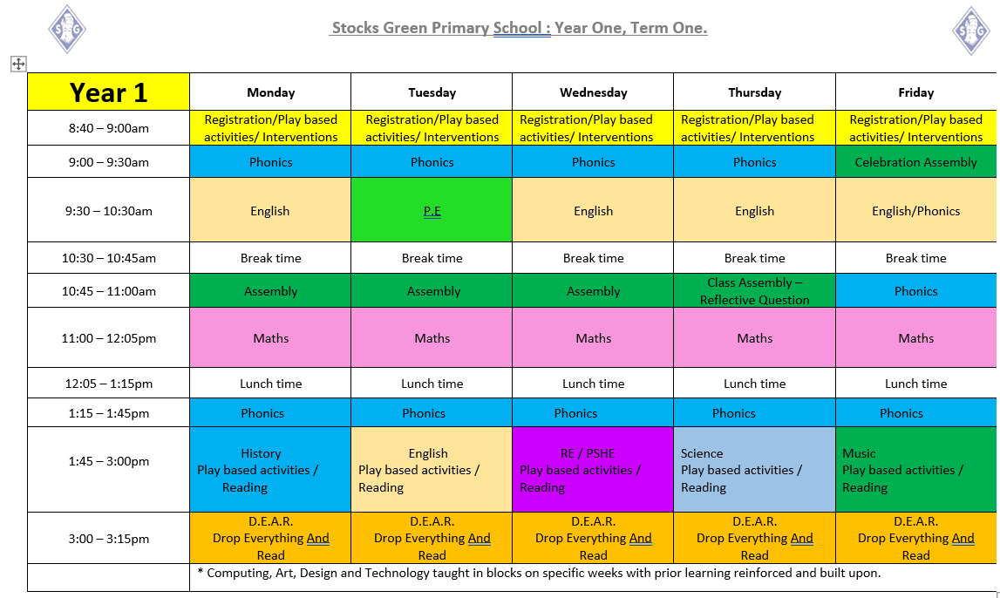 S G
Stocks Green Primary School : Year One, Term One.
S G
Year 1 Monday Tuesday Wednesday Thursday Friday
8:40 – 9:00am Registration/Play based activities/ Interventions Registration/Play based activities/ Interventions Registration/Play based activities/ Interventions Registration/Play based activities/ Interventions Registration/Play based activities/ Interventions
9:00 – 9:30am Phonics Phonics Phonics Phonics Celebration Assembly
9:30 – 10:30am English P.E English English English/Phonics
10:30 – 10:45am Break time Break time Break time Break time Break time
10:45 – 11:00am Assembly Assembly Assembly Class Assembly – Reflective Question Phonics
11:00 – 12:05pm Maths Maths Maths Maths Maths
12:05 – 1:15pm Lunch time Lunch time Lunch time Lunch time Lunch time
1:15 – 1:45pm Phonics Phonics Phonics Phonics Phonics
1:45 – 3:00pm History Play based activities / Reading English Play based activities / Reading RE / PSHE Play based activities / Reading Science Play based activities / Reading Music Play based activities / Reading
3:00 – 3:15pm D.E.A.R. Drop Everything And Read D.E.A.R. Drop Everything And Read D.E.A.R. Drop Everything And Read D.E.A.R. Drop Everything And Read D.E.A.R. Drop Everything And Read
* Computing, Art, Design and Technology taught in blocks on specific weeks with prior learning reinforced and built upon.